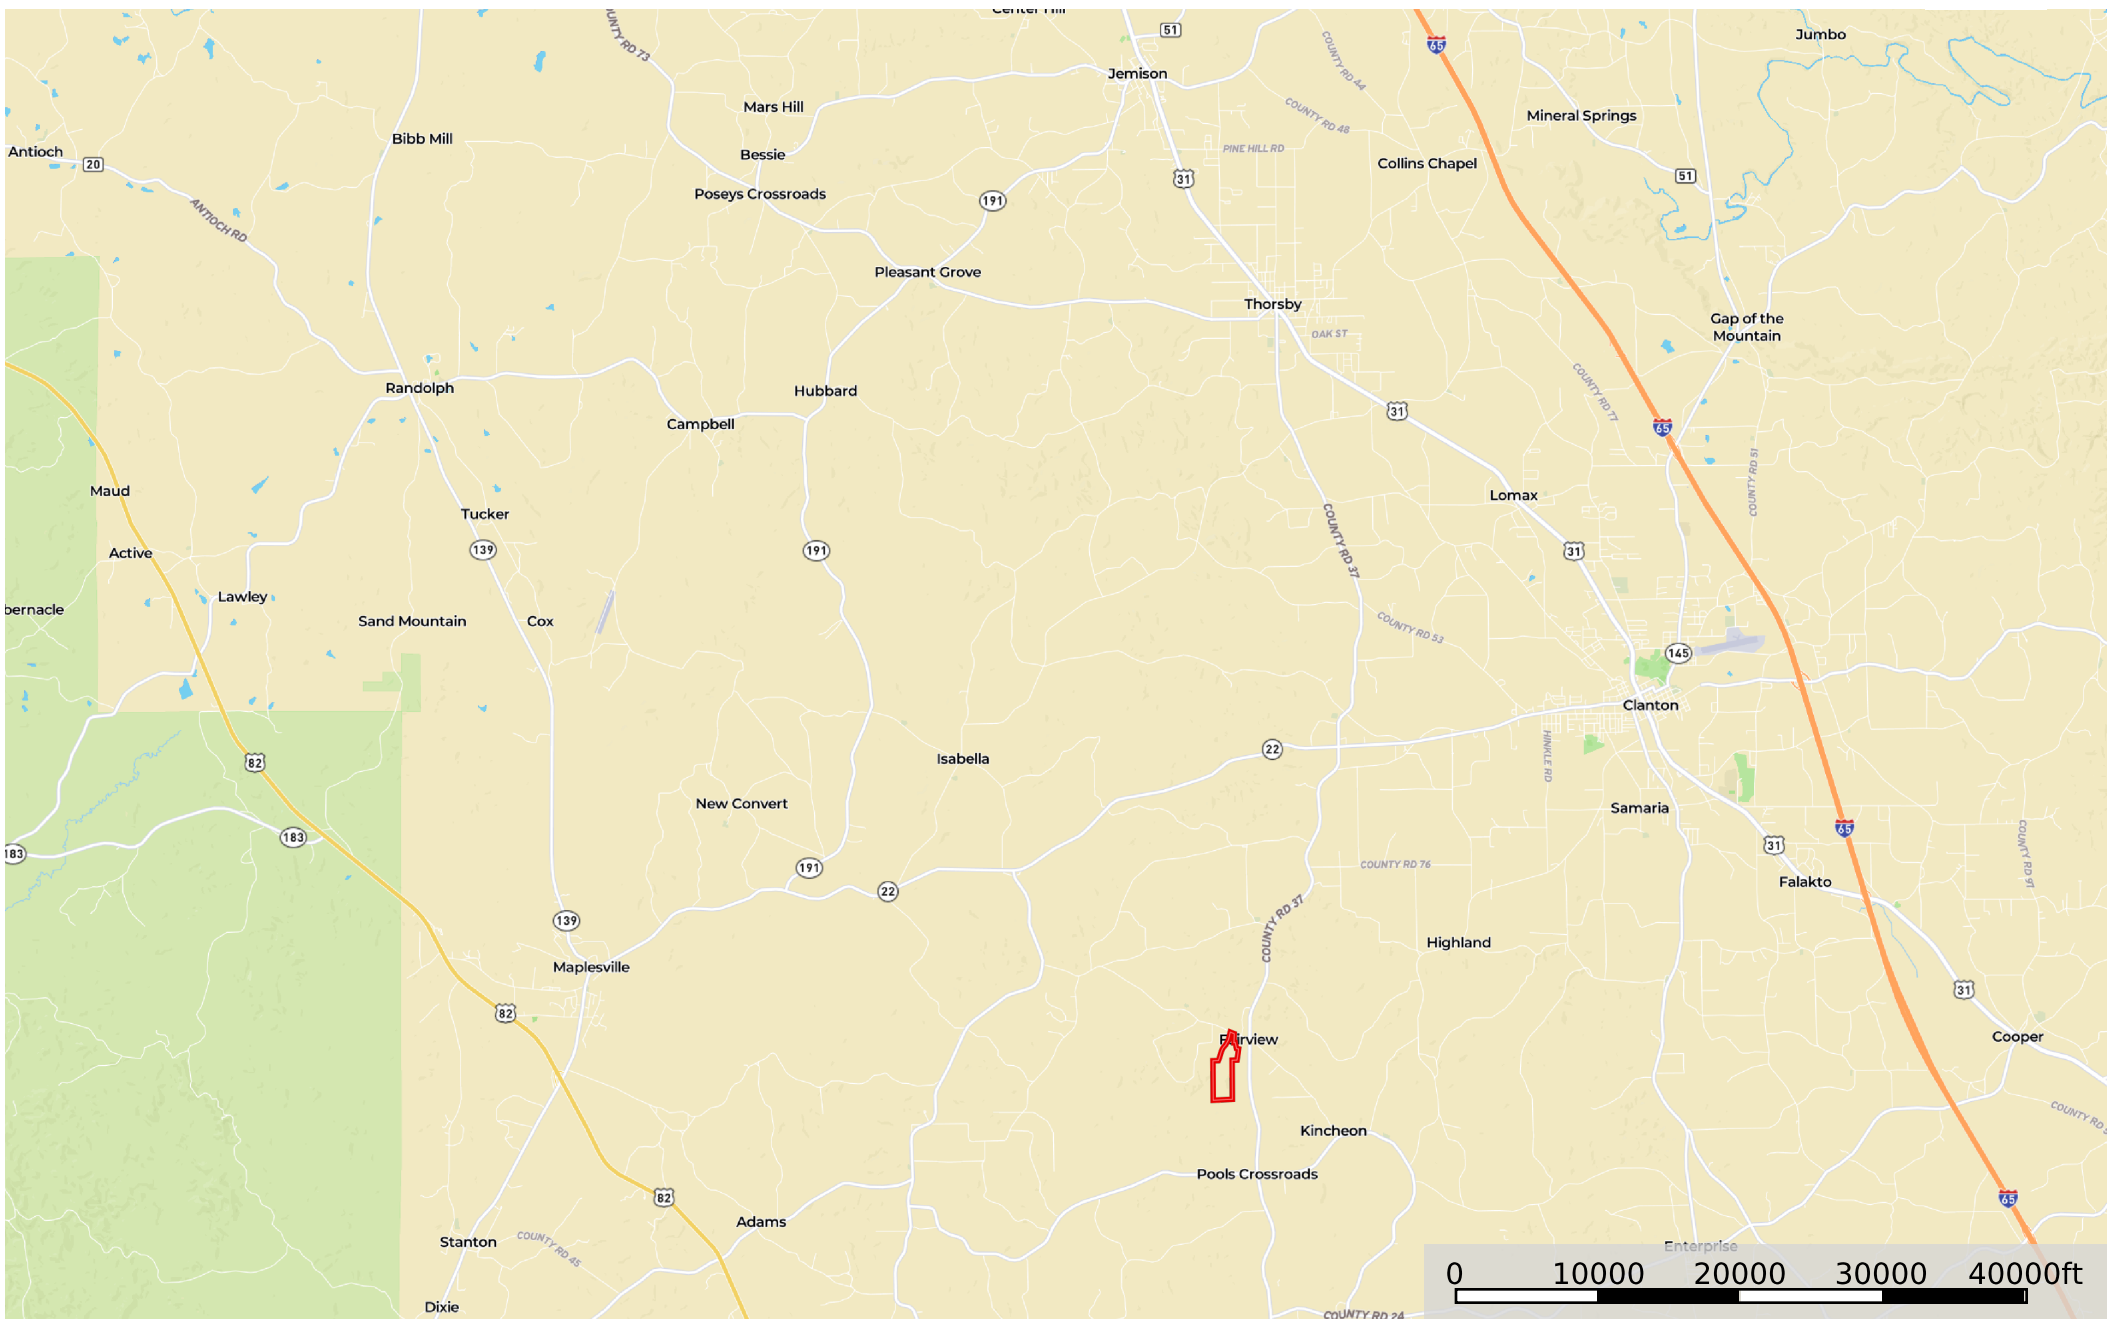 Center Hill
51
65
Jumbo
COUNTY RD 73
COUNTY RD 44
Jemison
Mars Hill
COUNTY RD 48
Mineral Springs
Bibb Mill
Antioch
20
Bessie
PINE HILL RD
Collins Chapel
31
51
Poseys Crossroads
191
ANTIOCH RD
Pleasant Grove
Thorsby
Gap of the
Mountain
OAK ST
Randolph
Hubbard
COUNTY RD 77
31
Campbell
65
COUNTY RD 51
Maud
Lomax
Tucker
COUNTY RD 37
139
191
31
Active
Lawley
bernacle
Sand Mountain
Cox
COUNTY RD 53
145
Clanton
22
HINKLE RD
Isabella
82
New Convert
Samaria
65
183
183
31
COUNTY RD 76
COUNTY RD 97
191
22
Falakto
139
COUNTY RD 37
Highland
Maplesville
31
82
Cooper
Fairview
COUNTY RD
Kincheon
Pools Crossroads
82
65
Adams
Stanton
COUNTY RD 45
Enterprise
0 10000 20000 30000 40000ft
Dixie
COUNTY RD 24